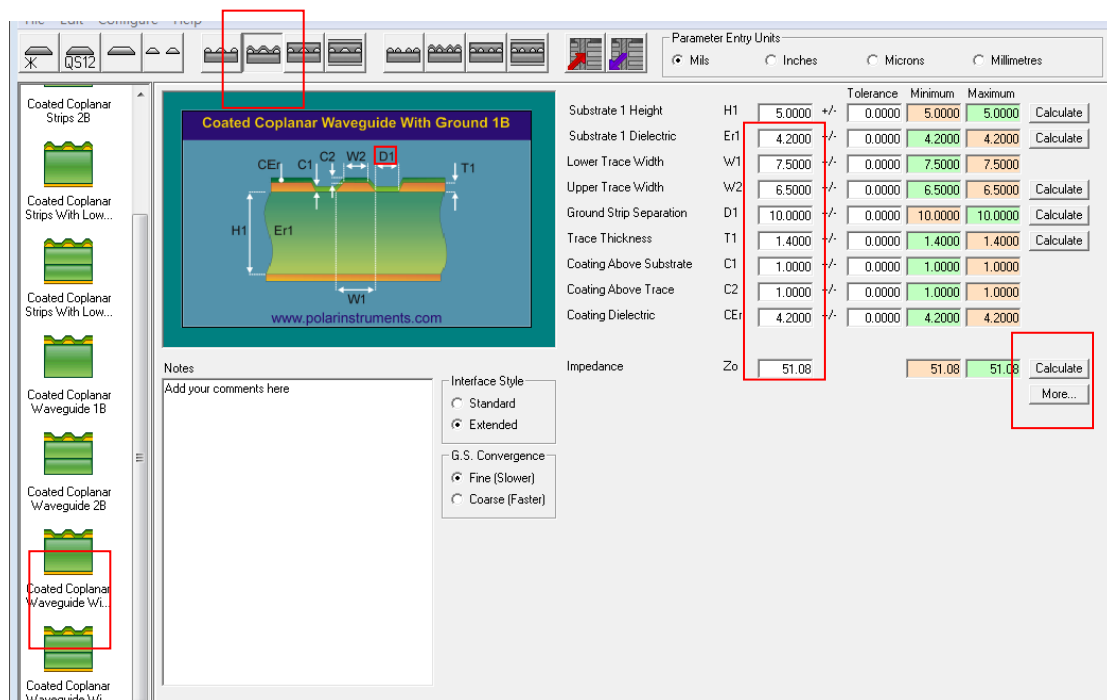 File Edit Configure Help
QS12
Parameter Entry Units
Mils
Inches
Microns
Millimetres
Coated Coplanar
Strips 2B
Coated Coplanar
Strips With Low...
Coated Coplanar
Strips With Low...
Coated Coplanar
Waveguide 1B
Coated Coplanar
Waveguide 2B
Coated Coplanar
Waveguide Wi...
Coated Coplanar
Waveguide Wi...
Coated Coplanar Waveguide With Ground 1B
CEr C1 C2 W2 D1 T1
H1 Er1
W1
www.polarinstruments.com
Notes
Add your comments here
Interface Style
Standard
Extended
G.S. Convergence
Fine (Slower)
Coarse (Faster)
Tolerance Minimum Maximum
Substrate 1 Height H1 5.0000 +/- 0.0000 5.0000 5.0000 Calculate
Substrate 1 Dielectric Er1 4.2000 +/- 0.0000 4.2000 4.2000 Calculate
Lower Trace Width W1 7.5000 +/- 0.0000 7.5000 7.5000
Upper Trace Width W2 6.5000 +/- 0.0000 6.5000 6.5000 Calculate
Ground Strip Separation D1 10.0000 +/- 0.0000 10.0000 10.0000 Calculate
Trace Thickness T1 1.4000 +/- 0.0000 1.4000 1.4000 Calculate
Coating Above Substrate C1 1.0000 +/- 0.0000 1.0000 1.0000
Coating Above Trace C2 1.0000 +/- 0.0000 1.0000 1.0000
Coating Dielectric CEr 4.2000 +/- 0.0000 4.2000 4.2000
Impedance Zo 51.08 51.08 51.08 Calculate
More...